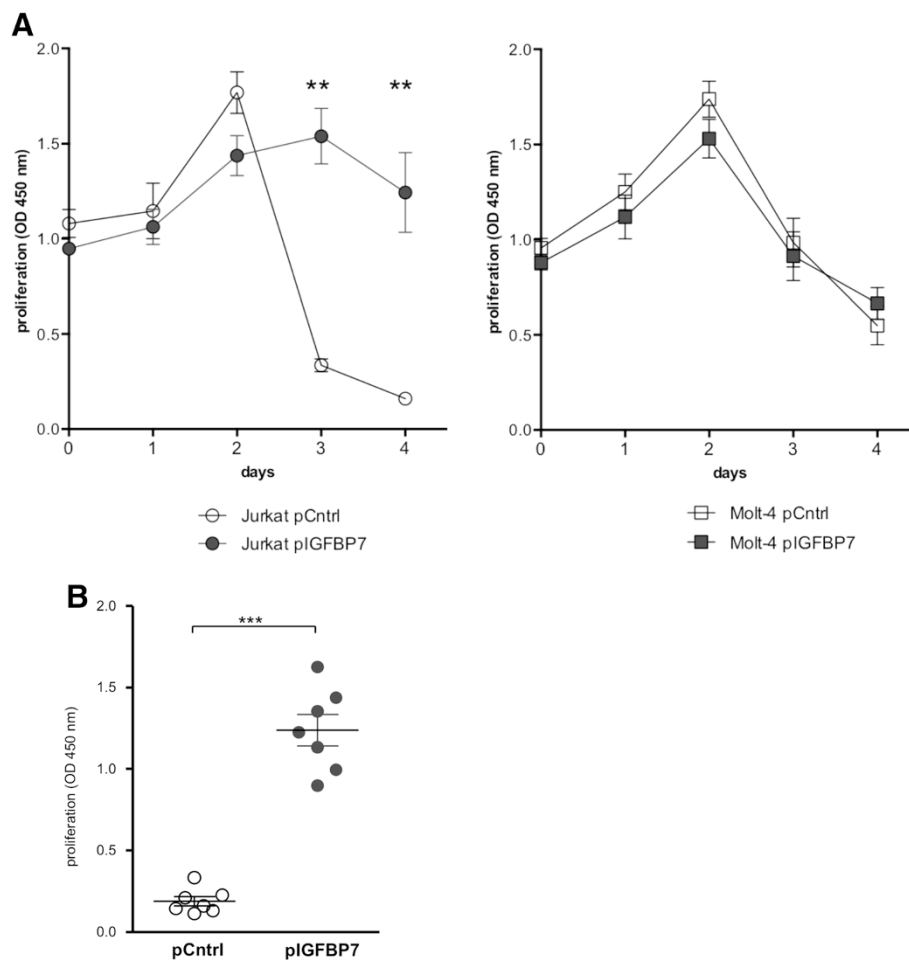 A
proliferation (OD 450 nm)
2.0
1.5
1.0
0.5
0.0
** **
0 1 2 3 4
days
Jurkat pCntrl
Jurkat pIGFBP7
proliferation (OD 450 nm)
2.0
1.5
1.0
0.5
0.0
0 1 2 3 4
days
Molt-4 pCntrl
Molt-4 pIGFBP7
B
proliferation (OD 450 nm)
2.0
1.5
1.0
0.5
0.0
***
pCntrl pIGFBP7